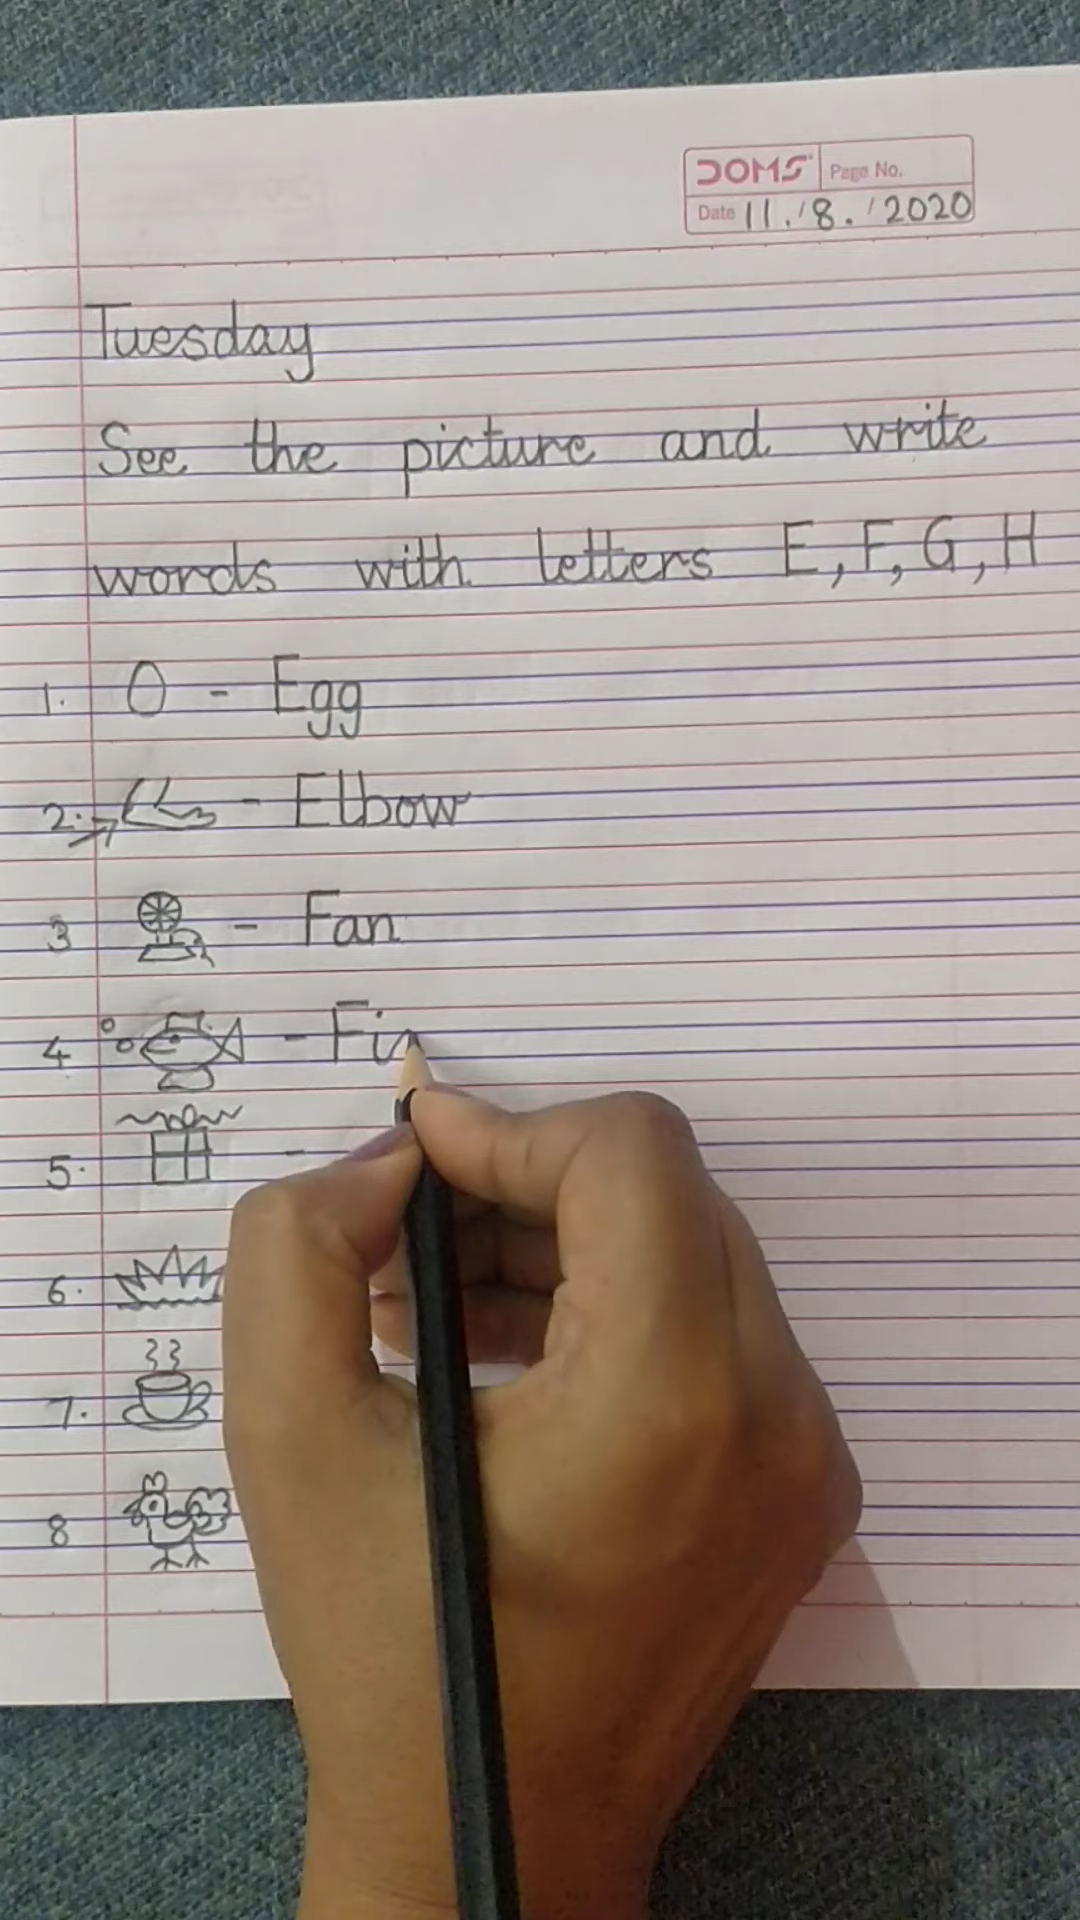 DOMS Page No.
Date 11./8./2020
Tuesday
See the picture and write
words with letters E, F, G, H
1. - Egg
2. - Elbow
3 - Fan
4 - Fi
5. -
6.
7.
8